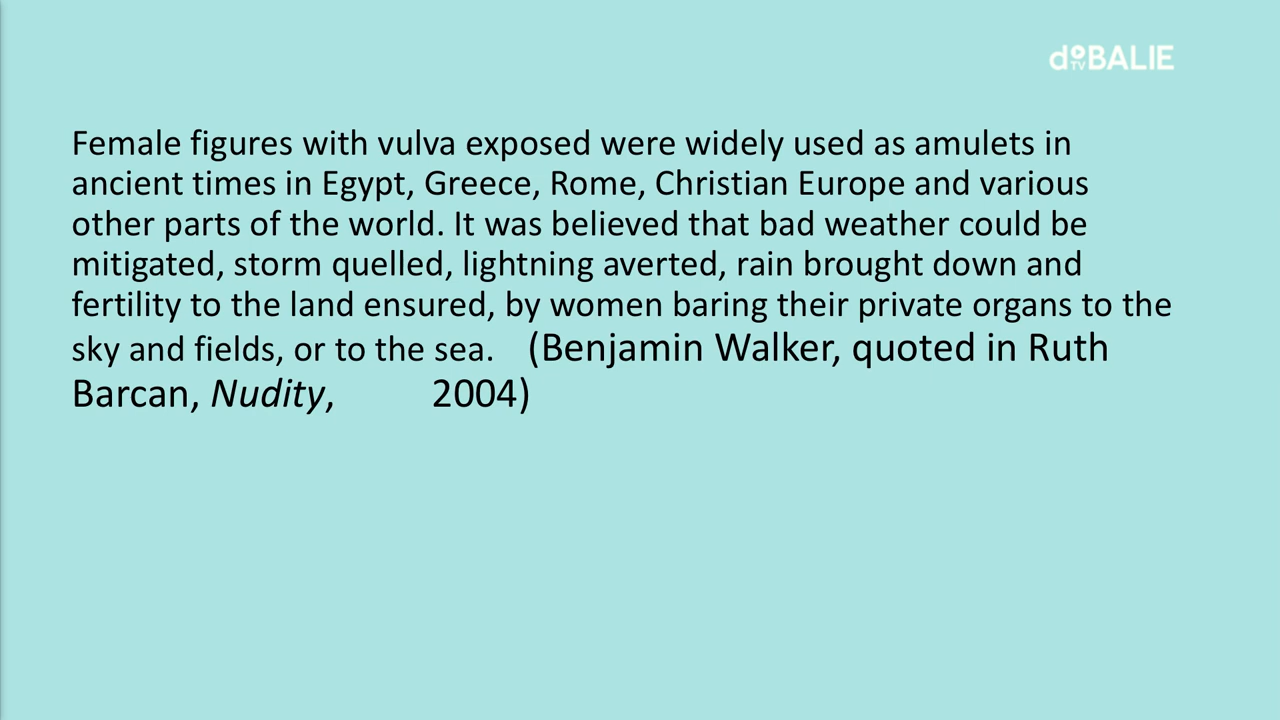 de BALIE
TV
Female figures with vulva exposed were widely used as amulets in
ancient times in Egypt, Greece, Rome, Christian Europe and various
other parts of the world. It was believed that bad weather could be
mitigated, storm quelled, lightning averted, rain brought down and
fertility to the land ensured, by women baring their private organs to the
sky and fields, or to the sea. (Benjamin Walker, quoted in Ruth
Barcan, Nudity, 2004)